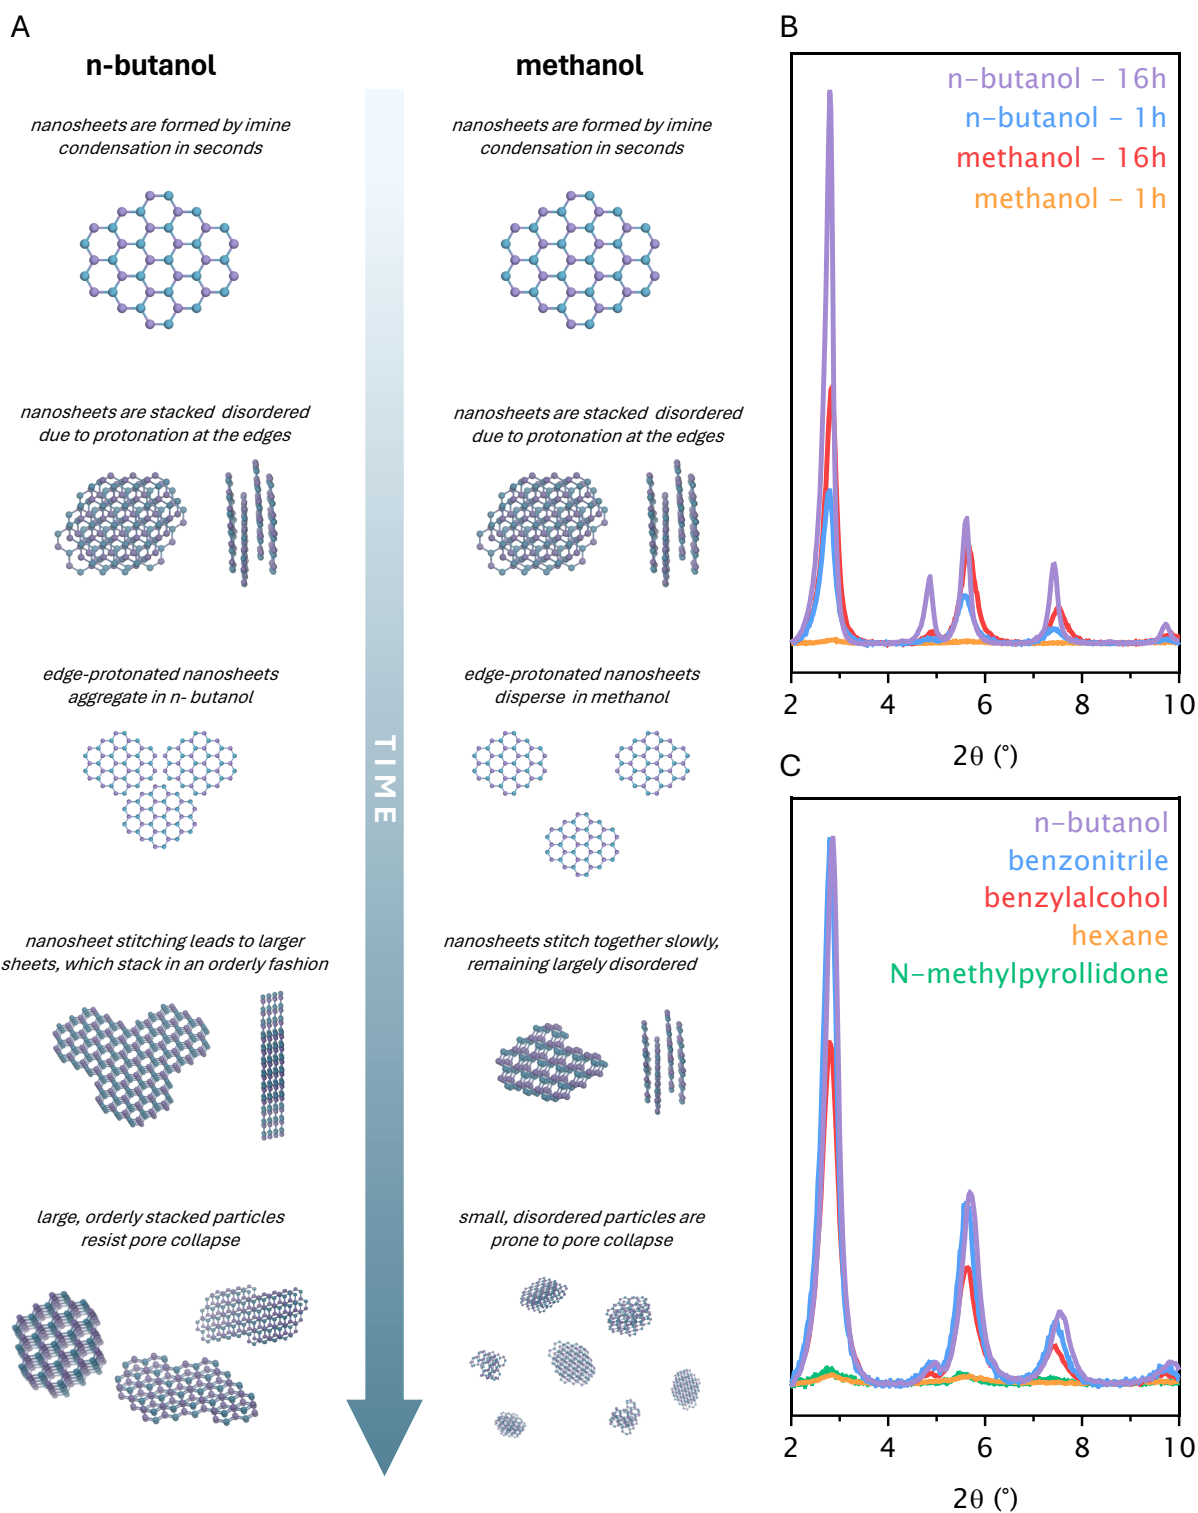 A
n-butanol
nanosheets are formed by imine
condensation in seconds
nanosheets are stacked disordered
due to protonation at the edges
edge-protonated nanosheets
aggregate in n- butanol
nanosheet stitching leads to larger
sheets, which stack in an orderly fashion
large, orderly stacked particles
resist pore collapse
TIME
methanol
nanosheets are formed by imine
condensation in seconds
nanosheets are stacked disordered
due to protonation at the edges
edge-protonated nanosheets
disperse in methanol
nanosheets stitch together slowly,
remaining largely disordered
small, disordered particles are
prone to pore collapse
B
n-butanol - 16h
n-butanol - 1h
methanol - 16h
methanol - 1h
2 4 6 8 10
2θ (°)
C
n-butanol
benzonitrile
benzylalcohol
hexane
N-methylpyrollidone
2 4 6 8 10
2θ (°)